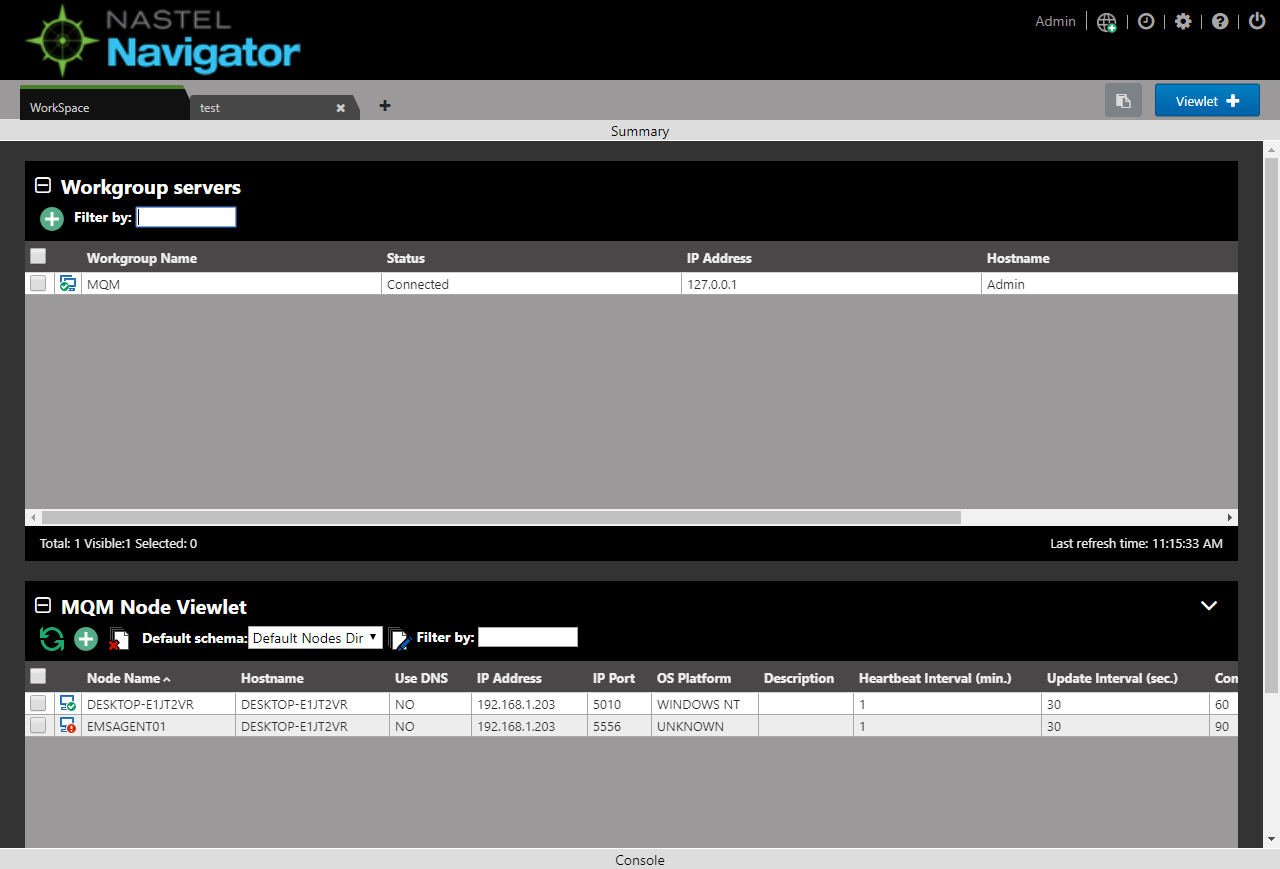 NASTEL
Navigator
Admin
WorkSpace
test
Viewlet
Summary
Workgroup servers
Filter by:
Workgroup Name Status IP Address Hostname
MQM Connected 127.0.0.1 Admin
Total: 1 Visible:1 Selected: 0 Last refresh time: 11:15:33 AM
MQM Node Viewlet
Default schema: Default Nodes Dir Filter by:
Node Name Hostname Use DNS IP Address IP Port OS Platform Description Heartbeat Interval (min.) Update Interval (sec.) Con
DESKTOP-E1JT2VR DESKTOP-E1JT2VR NO 192.168.1.203 5010 WINDOWS NT 1 30 60
EMSAGENT01 DESKTOP-E1JT2VR NO 192.168.1.203 5556 UNKNOWN 1 30 90
Console